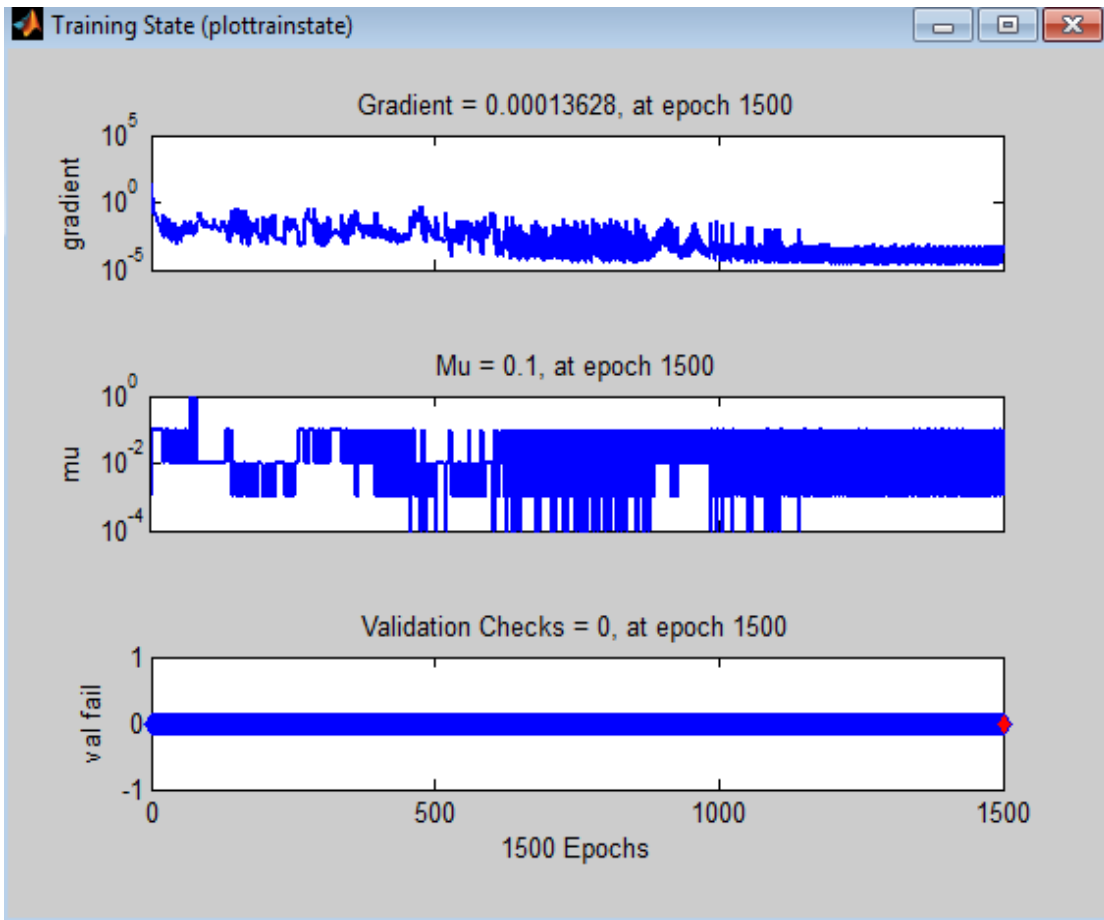 Training State (plottrainstate)
Gradient = 0.00013628, at epoch 1500
10^5
10^0
10^-5
gradient
Mu = 0.1, at epoch 1500
10^0
10^-2
10^-4
mu
Validation Checks = 0, at epoch 1500
1
0
-1
val fail
0 500 1000 1500
1500 Epochs